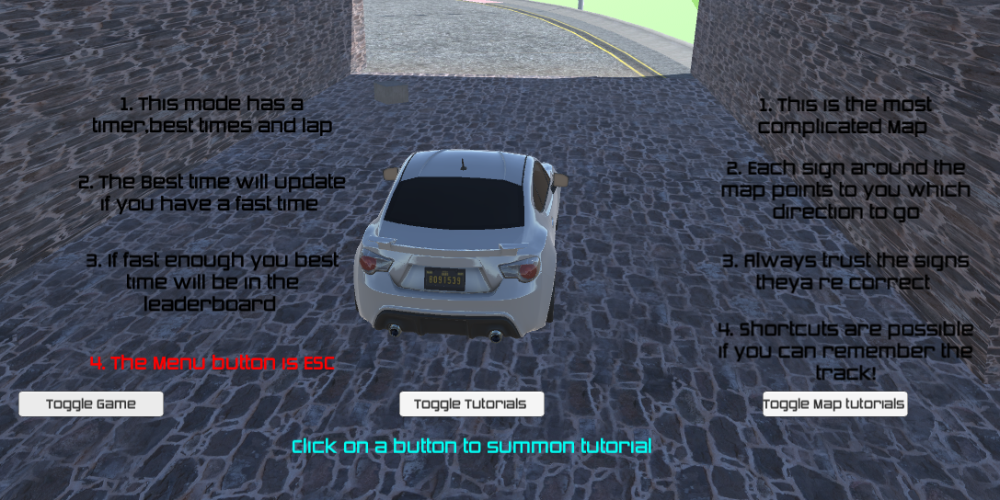 1. This mode has a
timer,best times and lap
2. The Best time will update
if you have a fast time
3. If fast enough you best
time will be in the
leaderboard
4. The Menu button is ESC
Toggle Game
1. This is the most
complicated Map
2. Each sign around the
map points to you which
direction to go
3. Always trust the signs
theya re correct
4. Shortcuts are possible
if you can remember the
track!
Toggle Map tutorials
Toggle Tutorials
Click on a button to summon tutorial